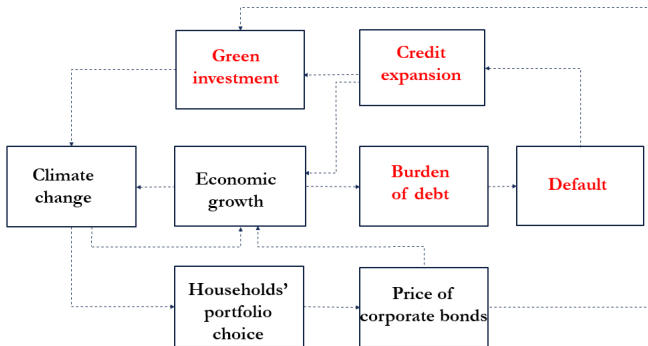 Green
investment
Credit
expansion
Climate
change
Economic
growth
Burden
of debt
Default
Households’
portfolio
choice
Price of
corporate bonds